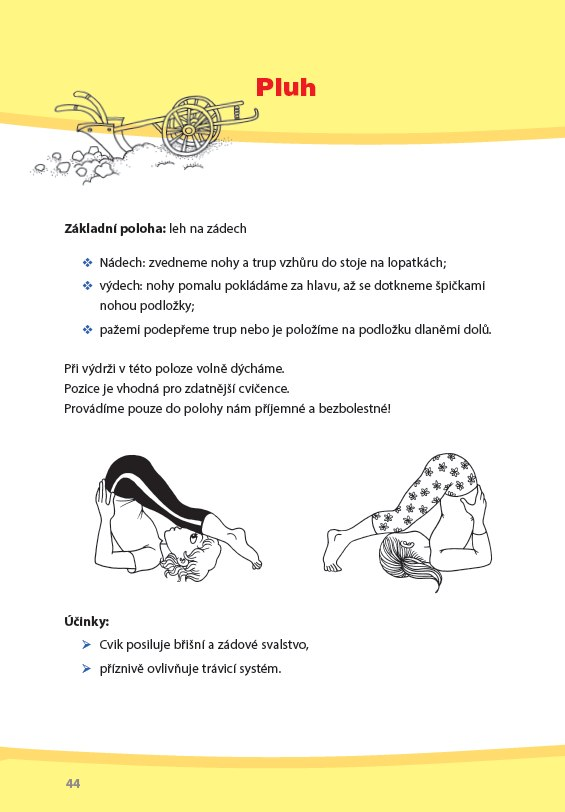 Pluh
Základní poloha: leh na zádech
❖ Nádech: zvedneme nohy a trup vzhůru do stoje na lopatkách;
❖ výdech: nohy pomalu pokládáme za hlavu, až se dotkneme špičkami
nohou podložky;
❖ pažemi podepřeme trup nebo je položíme na podložku dlaněmi dolů.
Při výdrži v této poloze volně dýcháme.
Pozice je vhodná pro zdatnější cvičence.
Provádíme pouze do polohy nám příjemné a bezbolestné!
Účinky:
➢ Cvik posiluje břišní a zádové svalstvo,
➢ příznivě ovlivňuje trávicí systém.
44